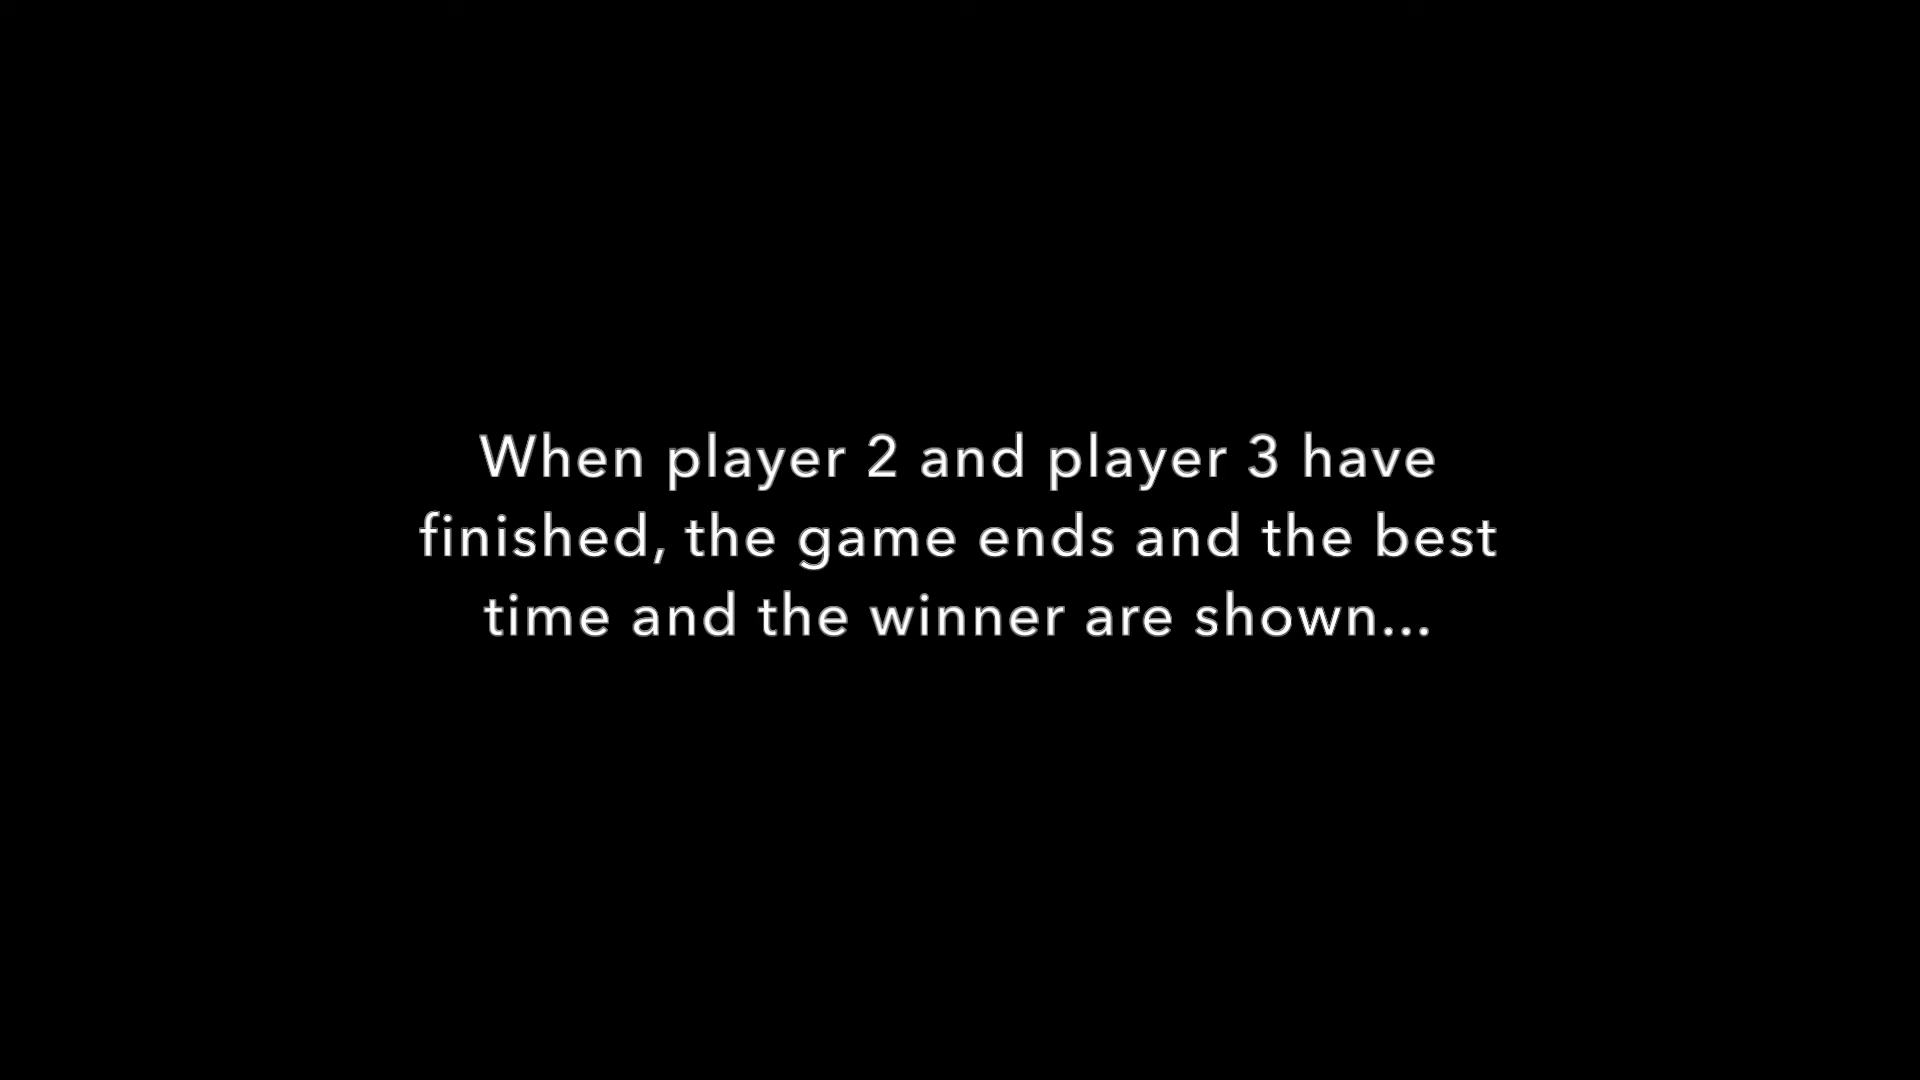 When player 2 and player 3 have
finished, the game ends and the best
time and the winner are shown...